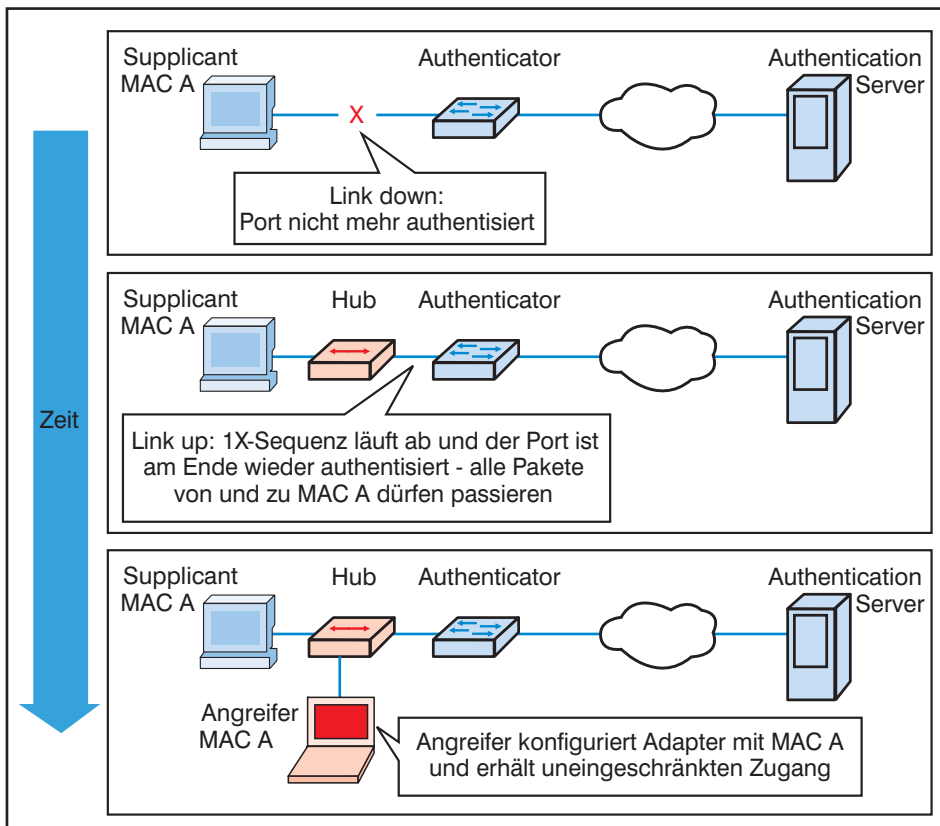 Supplicant
MAC A
Authenticator
Authentication
Server
X
Link down:
Port nicht mehr authentisiert
Zeit
Supplicant
MAC A
Hub
Authenticator
Authentication
Server
Link up: 1X-Sequenz läuft ab und der Port ist
am Ende wieder authentisiert - alle Pakete
von und zu MAC A dürfen passieren
Supplicant
MAC A
Hub
Authenticator
Authentication
Server
Angreifer
MAC A
Angreifer konfiguriert Adapter mit MAC A
und erhält uneingeschränkten Zugang